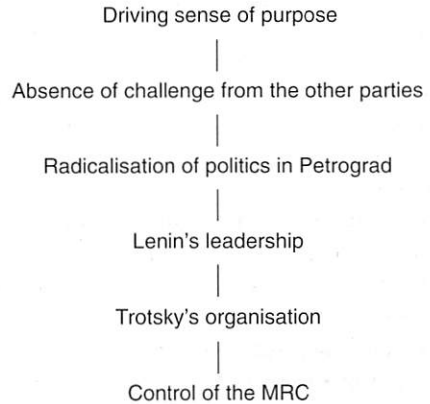 Driving sense of purpose
Absence of challenge from the other parties
Radicalisation of politics in Petrograd
Lenin's leadership
Trotsky's organisation
Control of the MRC